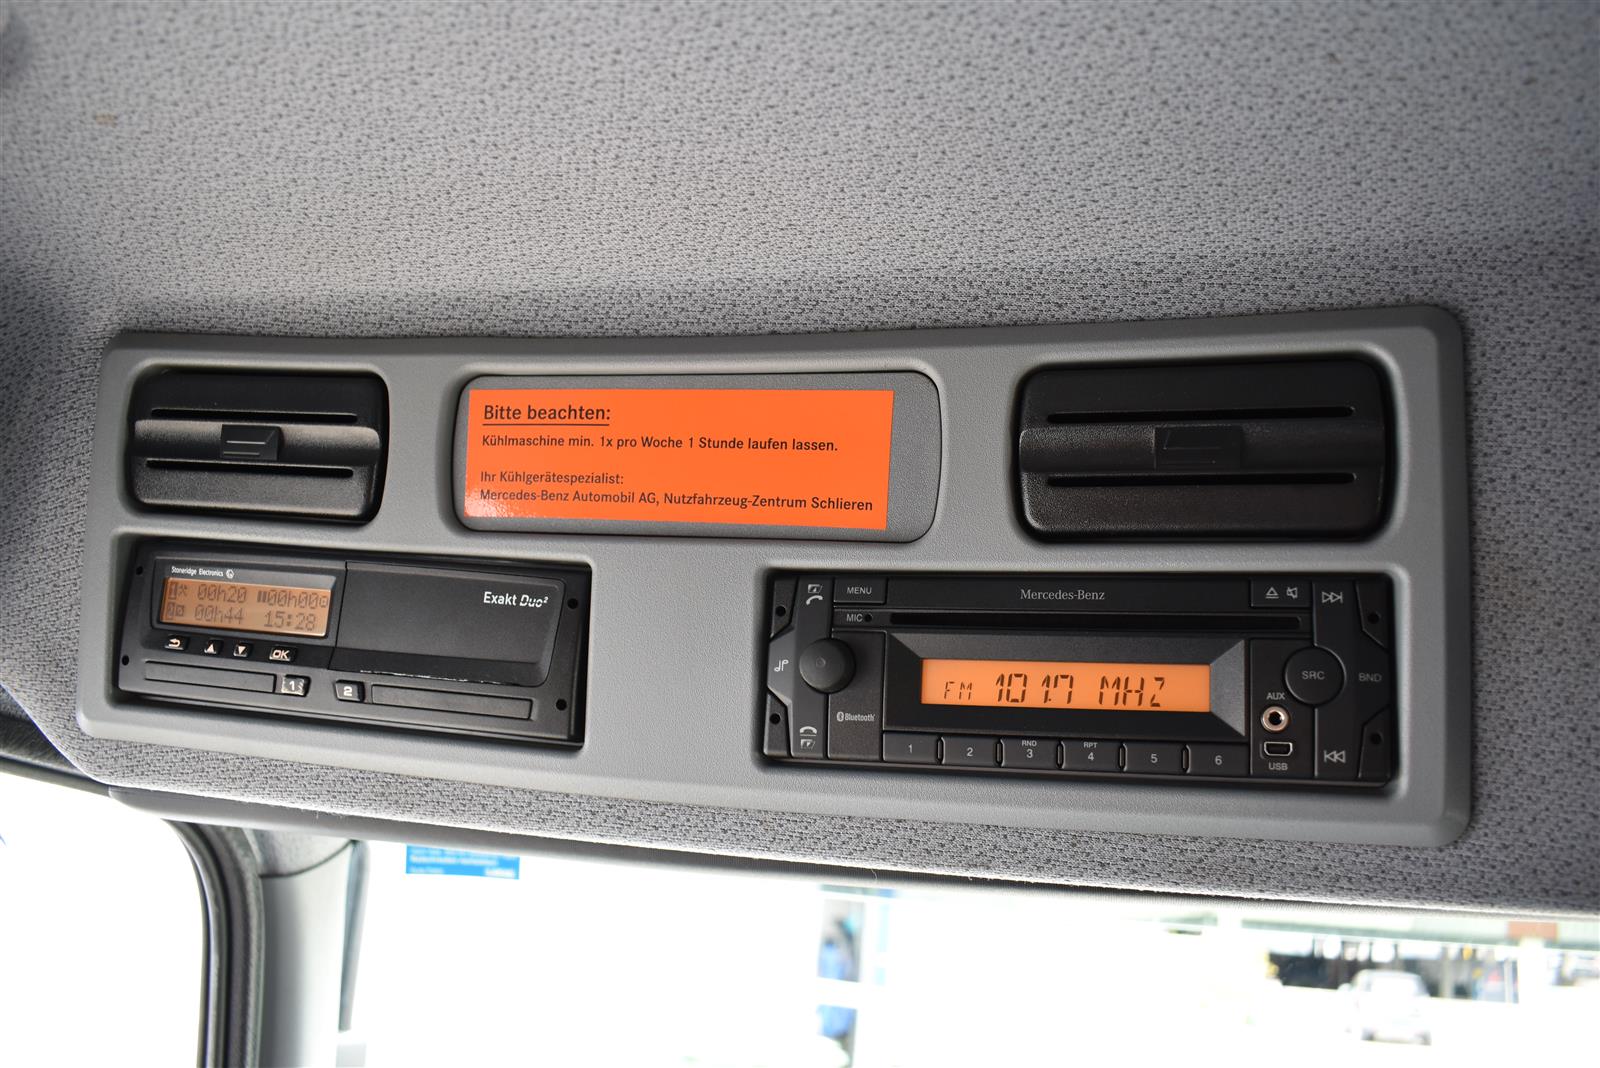 Bitte beachten:
Kühlmaschine min. 1x pro Woche 1 Stunde laufen lassen.
Ihr Kühlgerätespezialist:
Mercedes-Benz Automobil AG, Nutzfahrzeug-Zentrum Schlieren
Stoneridge Electronics
Exakt Duo²
1 00h20 00h00
00h44 15:28
OK
1 2
MENU
Mercedes-Benz
MIC
FM 101.7 MHZ
SRC
BND
AUX
Bluetooth
USB
RND RPT
1 2 3 4 5 6